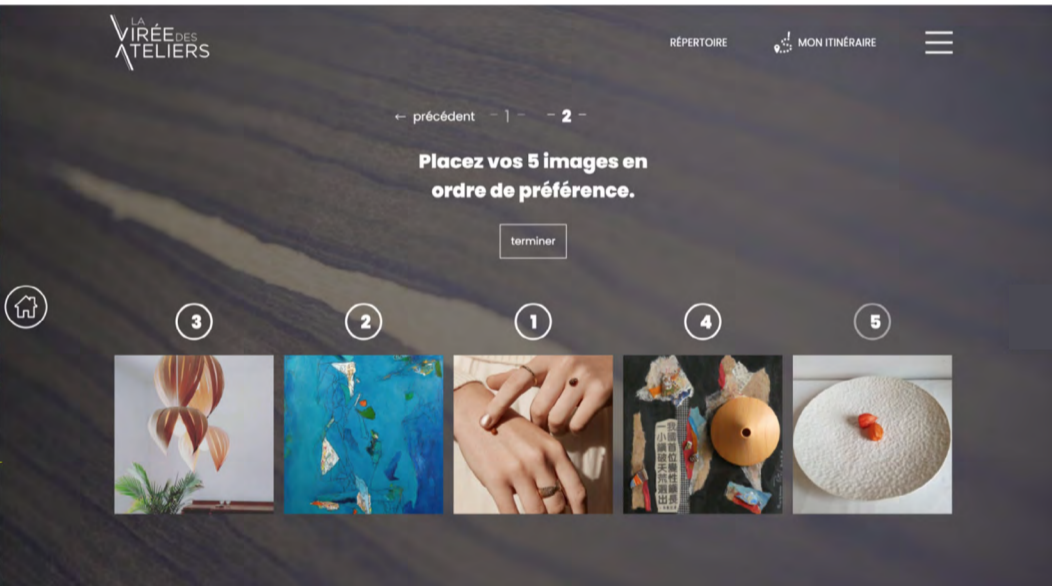 LA
VIRÉE DES
ATELIERS
RÉPERTOIRE
MON ITINÉRAIRE
← précédent – 1 – – 2 –
Placez vos 5 images en
ordre de préférence.
terminer
3
2
1
4
5